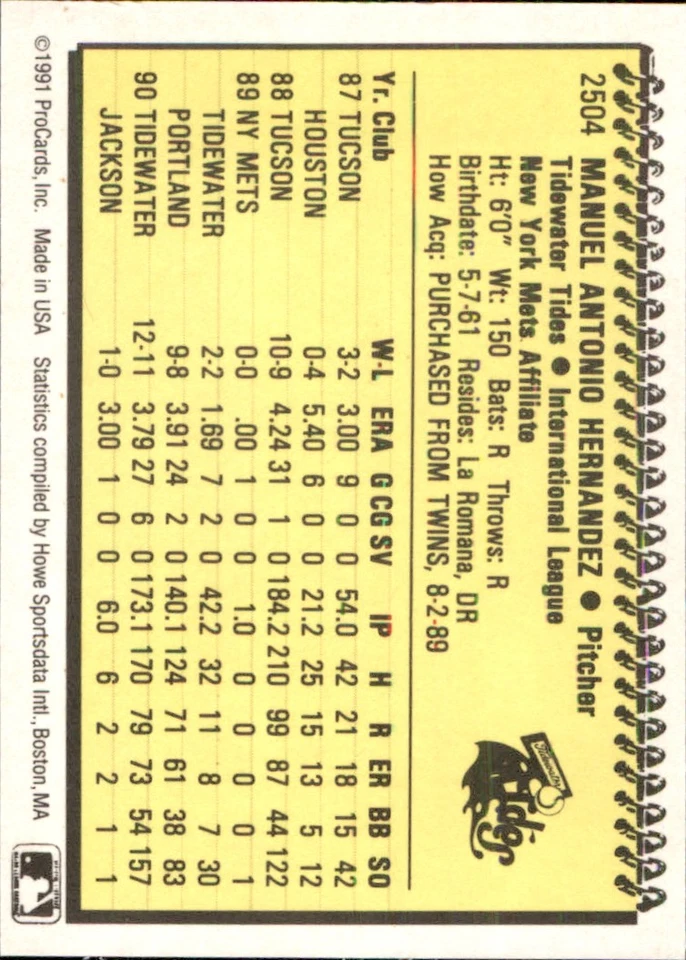 2504 MANUEL ANTONIO HERNANDEZ ● Pitcher
Tidewater Tides ● International League
New York Mets Affiliate
Ht: 6'0" Wt: 150 Bats: R Throws: R
Birthdate: 5-7-61 Resides: La Romana, DR
How Acq: PURCHASED FROM TWINS, 8-2-89
Tidewater
Tides
Yr. Club W-L ERA G CG SV IP H R ER BB SO
87 TUCSON 3-2 3.00 9 0 0 54.0 42 21 18 15 42
HOUSTON 0-4 5.40 6 0 0 21.2 25 15 13 5 12
88 TUCSON 10-9 4.24 31 1 0 184.2 210 99 87 44 122
89 NY METS 0-0 .00 1 0 0 1.0 0 0 0 0 1
TIDEWATER 2-2 1.69 7 2 0 42.2 32 11 8 7 30
PORTLAND 9-8 3.91 24 2 0 140.1 124 71 61 38 83
90 TIDEWATER 12-11 3.79 27 6 0 173.1 170 79 73 54 157
JACKSON 1-0 3.00 1 0 0 6.0 6 2 2 1 1
©1991 ProCards, Inc. Made in USA Statistics compiled by Howe Sportsdata Intl., Boston, MA